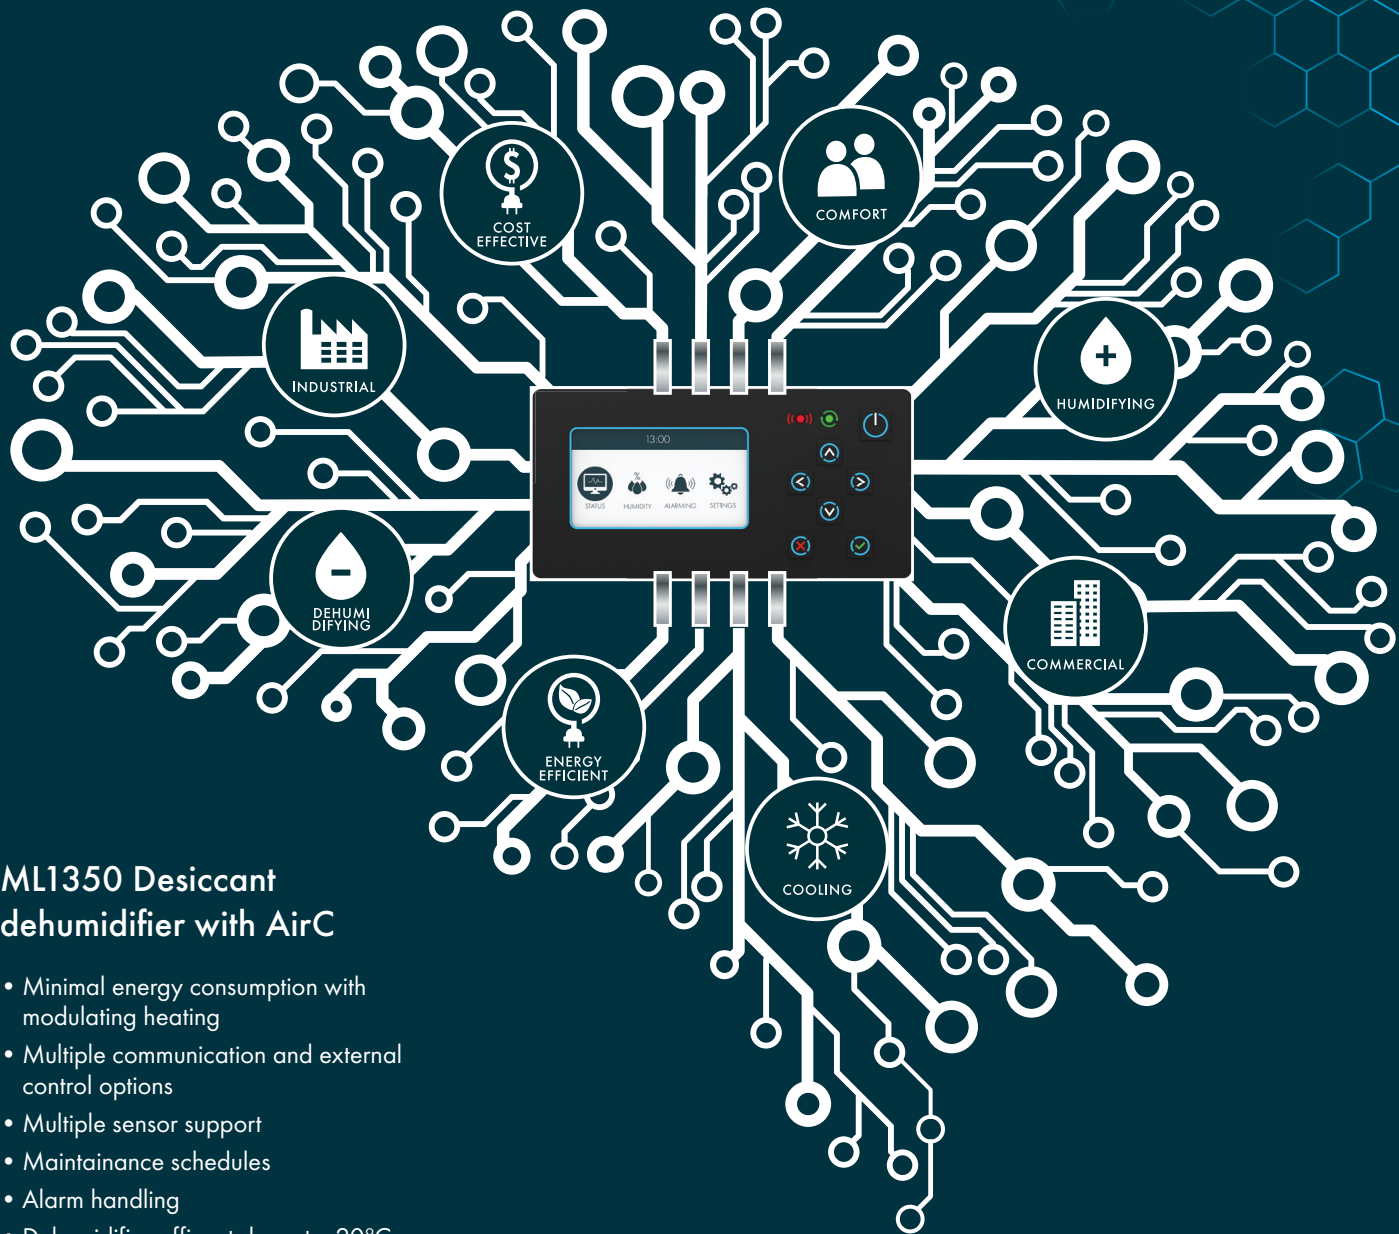 COST
EFFECTIVE
COMFORT
INDUSTRIAL
HUMIDIFYING
13:00
STATUS
HUMIDITY
ALARMING
SETTINGS
DEHUMI
DIFYING
COMMERCIAL
ENERGY
EFFICIENT
COOLING
ML1350 Desiccant
dehumidifier with AirC
• Minimal energy consumption with
modulating heating
• Multiple communication and external
control options
• Multiple sensor support
• Maintainance schedules
• Alarm handling